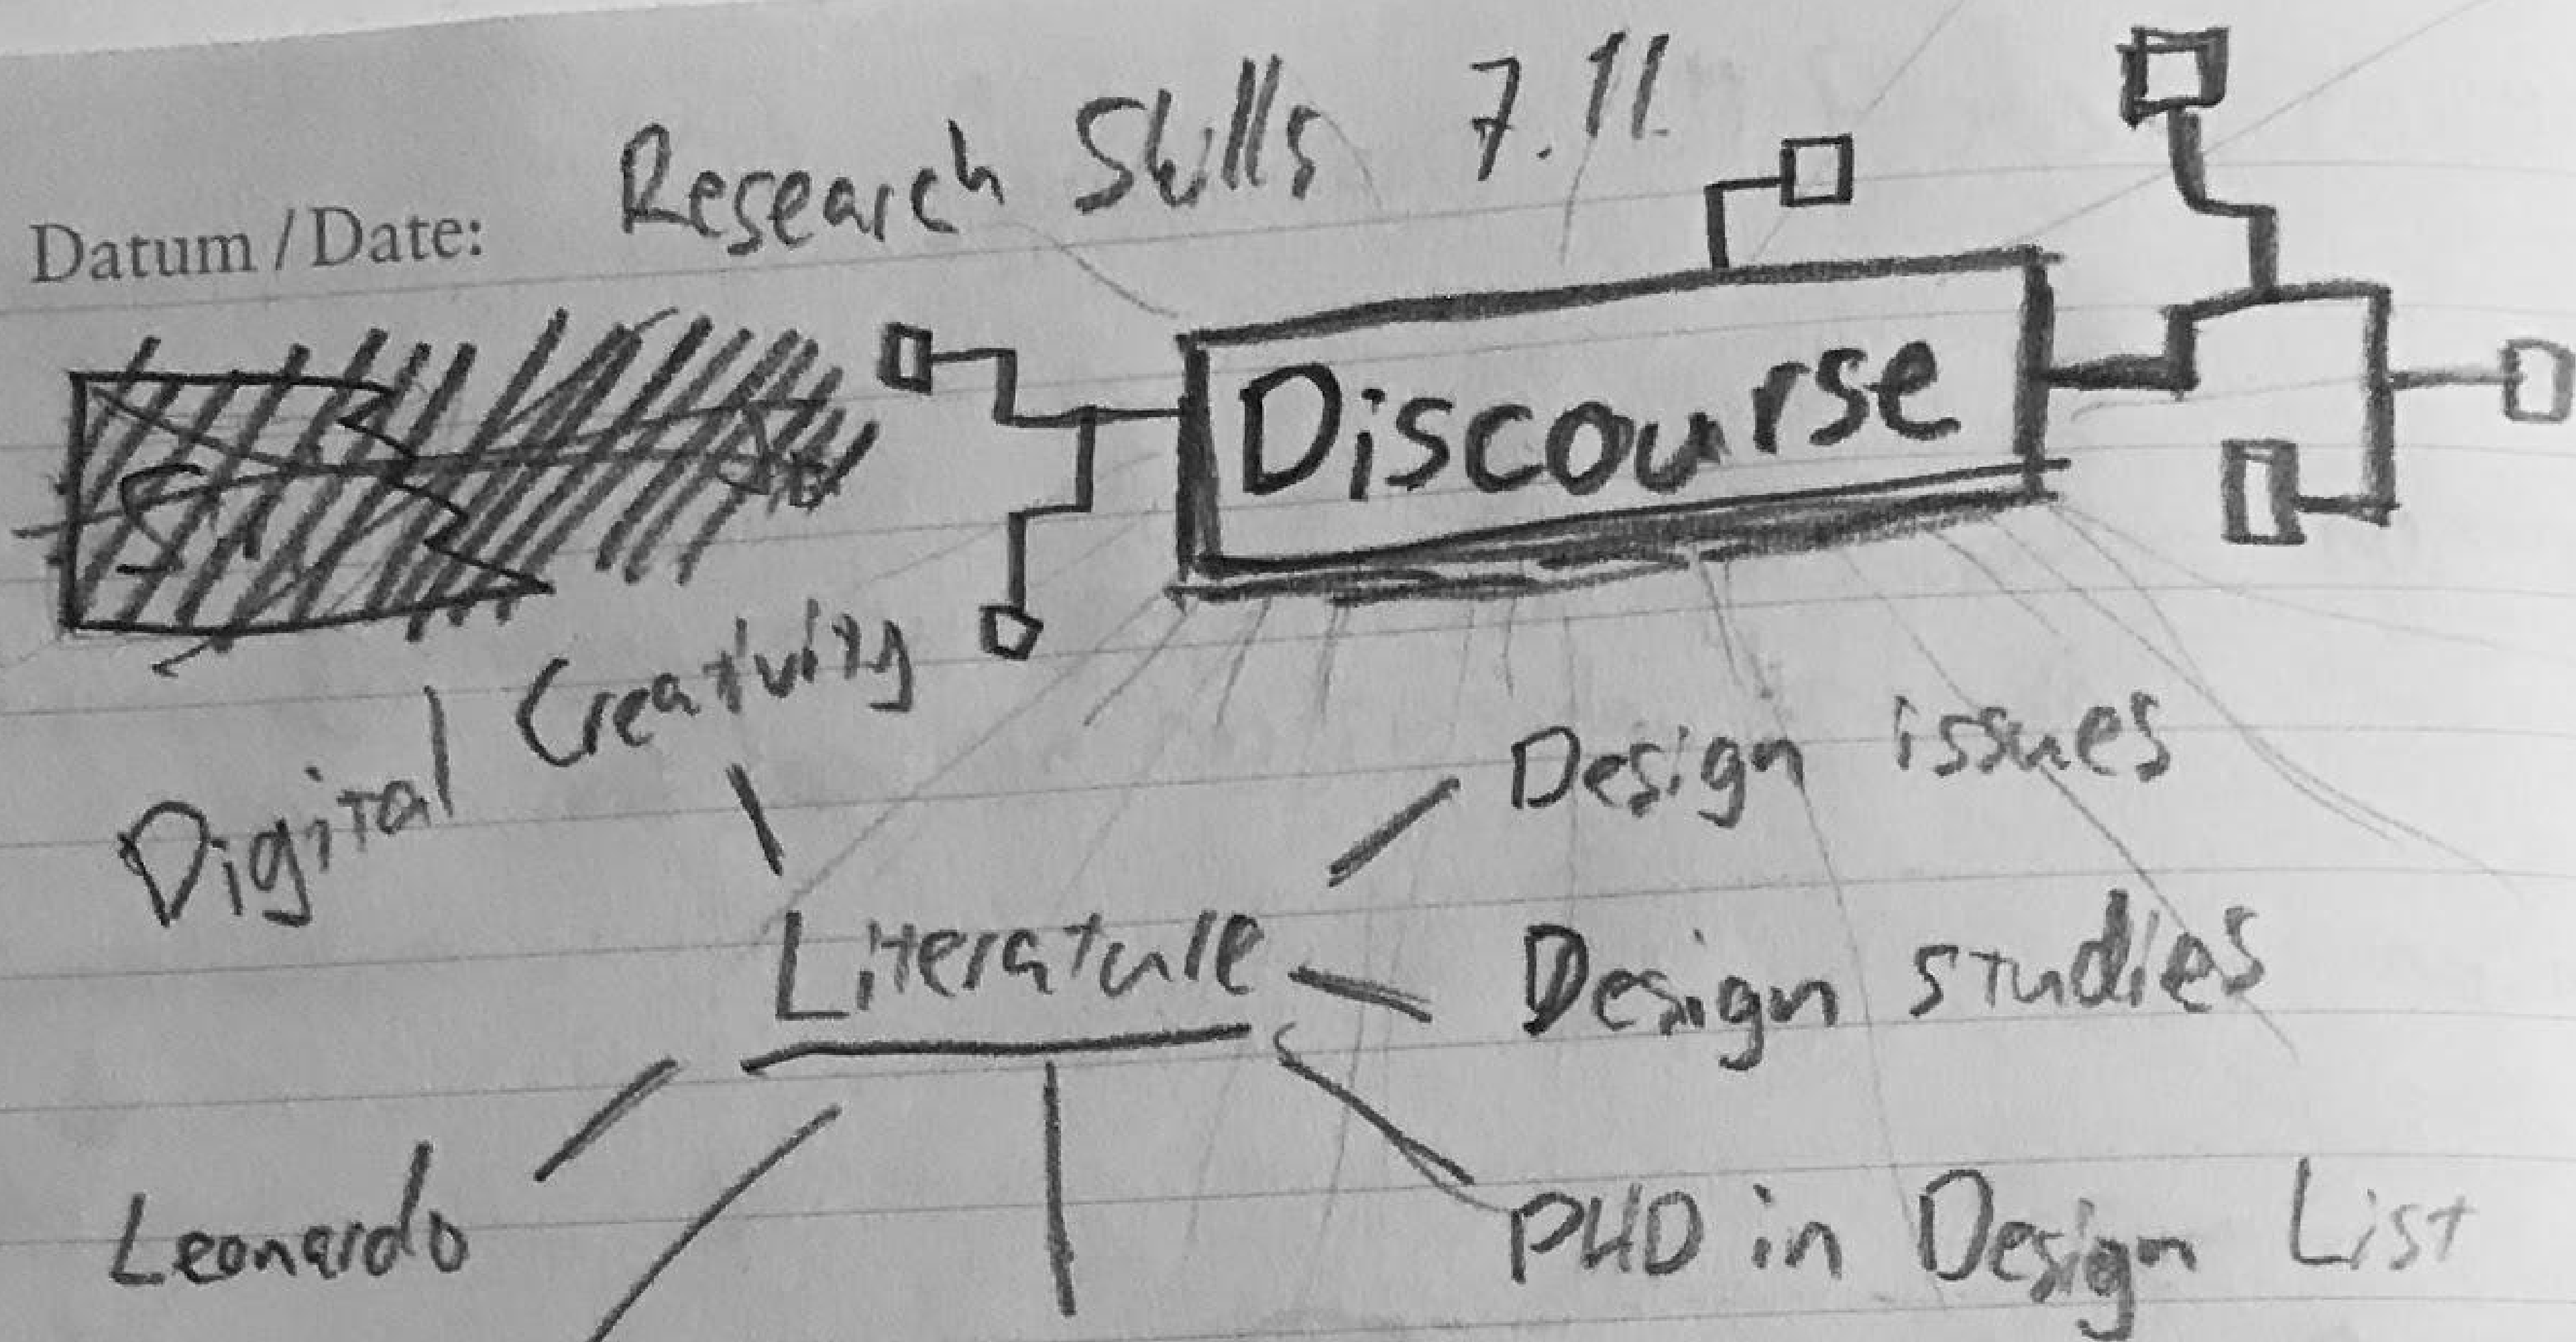 Research Skills 7.11.
Datum / Date:
Discourse
Digital Creativity
Design issues
Literature
Design studies
Leonardo
PHD in Design List